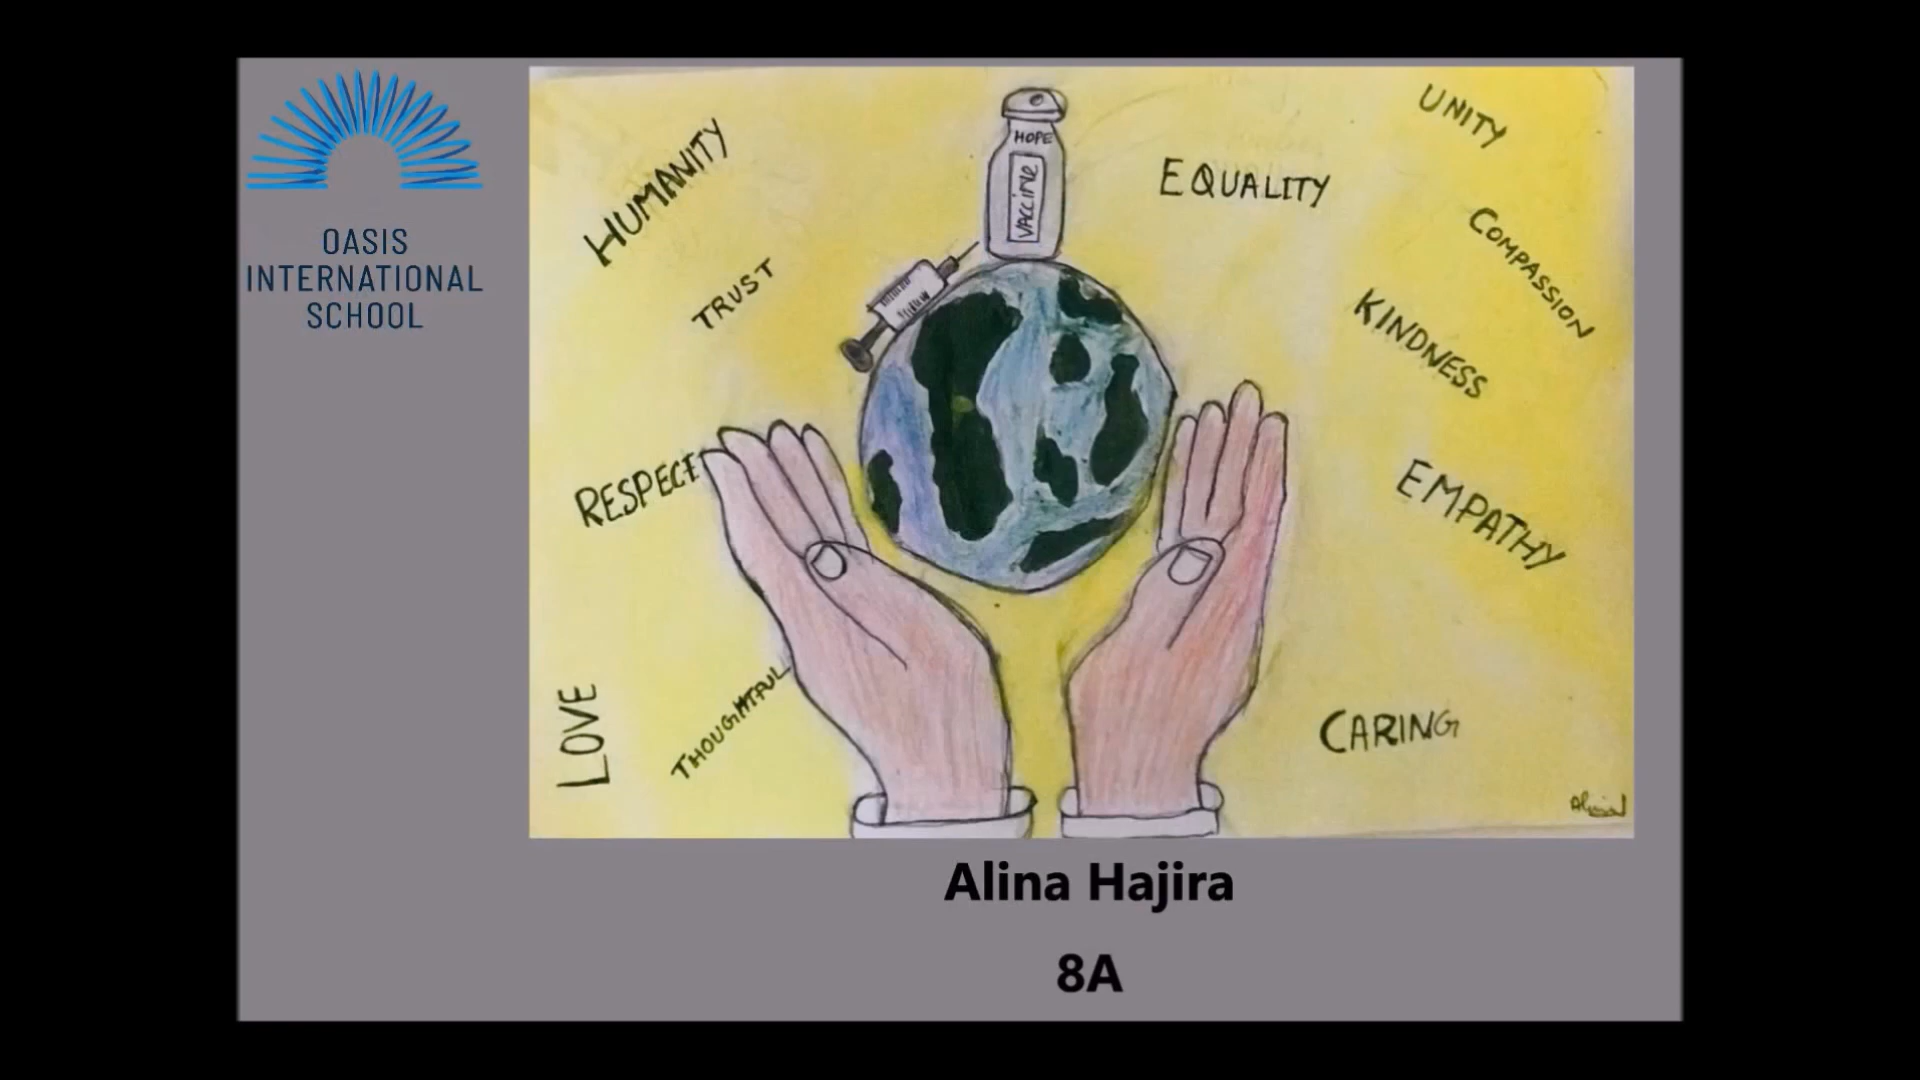 OASIS
INTERNATIONAL
SCHOOL
UNITY
HUMANITY
HOPE
VACCINE
EQUALITY
COMPASSION
TRUST
KINDNESS
RESPECT
EMPATHY
LOVE
THOUGHTFUL
CARING
Alina Hajira
8A